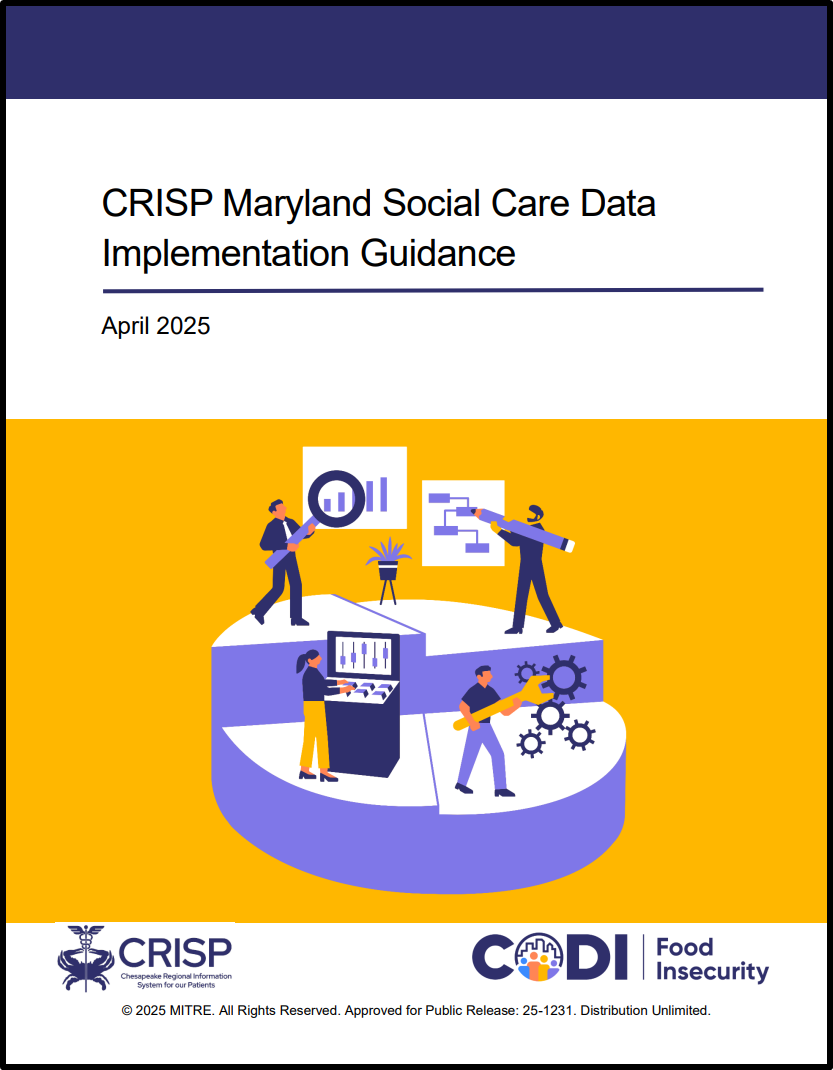 CRISP Maryland Social Care Data
Implementation Guidance
April 2025
CRISP
Chesapeake Regional Information
System for our Patients
CODI
Food
Insecurity
© 2025 MITRE. All Rights Reserved. Approved for Public Release: 25-1231. Distribution Unlimited.